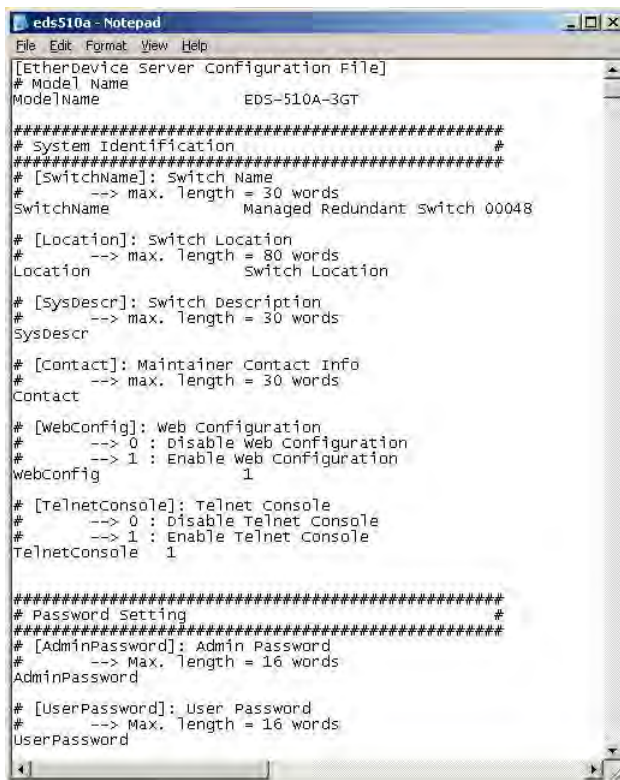 eds510a - Notepad
File Edit Format View Help
[EtherDevice Server Configuration File]
# Model Name
ModelName EDS-510A-3GT
###################################################
# System Identification #
###################################################
# [SwitchName]: Switch Name
# --> max. length = 30 words
SwitchName Managed Redundant Switch 00048
# [Location]: Switch Location
# --> max. length = 80 words
Location Switch Location
# [SysDescr]: Switch Description
# --> max. length = 30 words
SysDescr
# [Contact]: Maintainer Contact Info
# --> max. length = 30 words
Contact
# [WebConfig]: Web Configuration
# --> 0 : Disable Web Configuration
# --> 1 : Enable Web Configuration
WebConfig 1
# [TelnetConsole]: Telnet Console
# --> 0 : Disable Telnet Console
# --> 1 : Enable Telnet Console
TelnetConsole 1
###################################################
# Password Setting #
###################################################
# [AdminPassword]: Admin Password
# --> Max. length = 16 words
AdminPassword
# [UserPassword]: User Password
# --> Max. length = 16 words
UserPassword